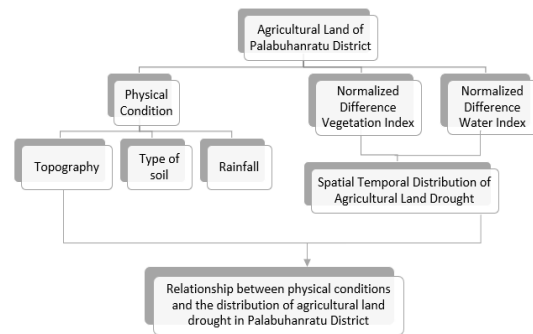 Agricultural Land of
Palabuhanratu District
Physical
Condition
Normalized
Difference
Vegetation Index
Normalized
Difference
Water Index
Topography
Type of
soil
Rainfall
Spatial Temporal Distribution of
Agricultural Land Drought
Relationship between physical conditions
and the distribution of agricultural land
drought in Palabuhanratu District